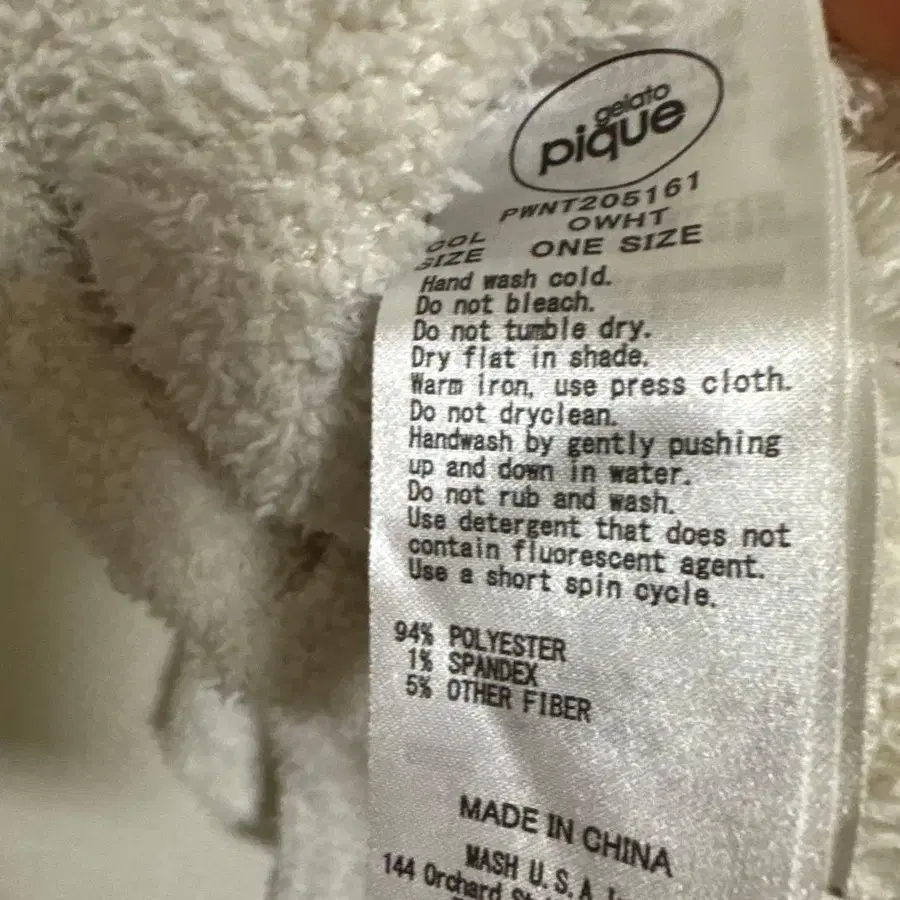 gelato
pique
PWNT205161
COL OWHT
SIZE ONE SIZE
Hand wash cold.
Do not bleach.
Do not tumble dry.
Dry flat in shade.
Warm iron, use press cloth.
Do not dryclean.
Handwash by gently pushing
up and down in water.
Do not rub and wash.
Use detergent that does not
contain fluorescent agent.
Use a short spin cycle.
94% POLYESTER
1% SPANDEX
5% OTHER FIBER
MADE IN CHINA
MASH U.S.A
144 Orchard